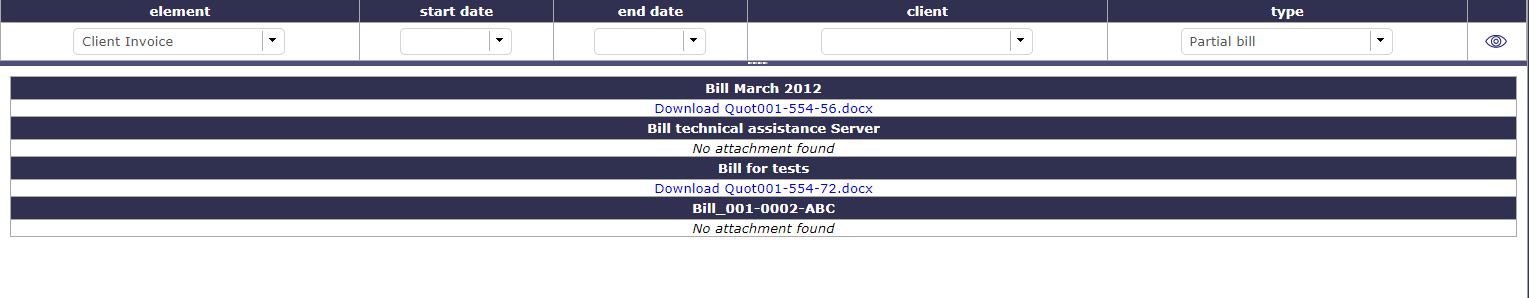 element start date end date client type
Client Invoice Partial bill
Bill March 2012
Download Quot001-554-56.docx
Bill technical assistance Server
No attachment found
Bill for tests
Download Quot001-554-72.docx
Bill_001-0002-ABC
No attachment found